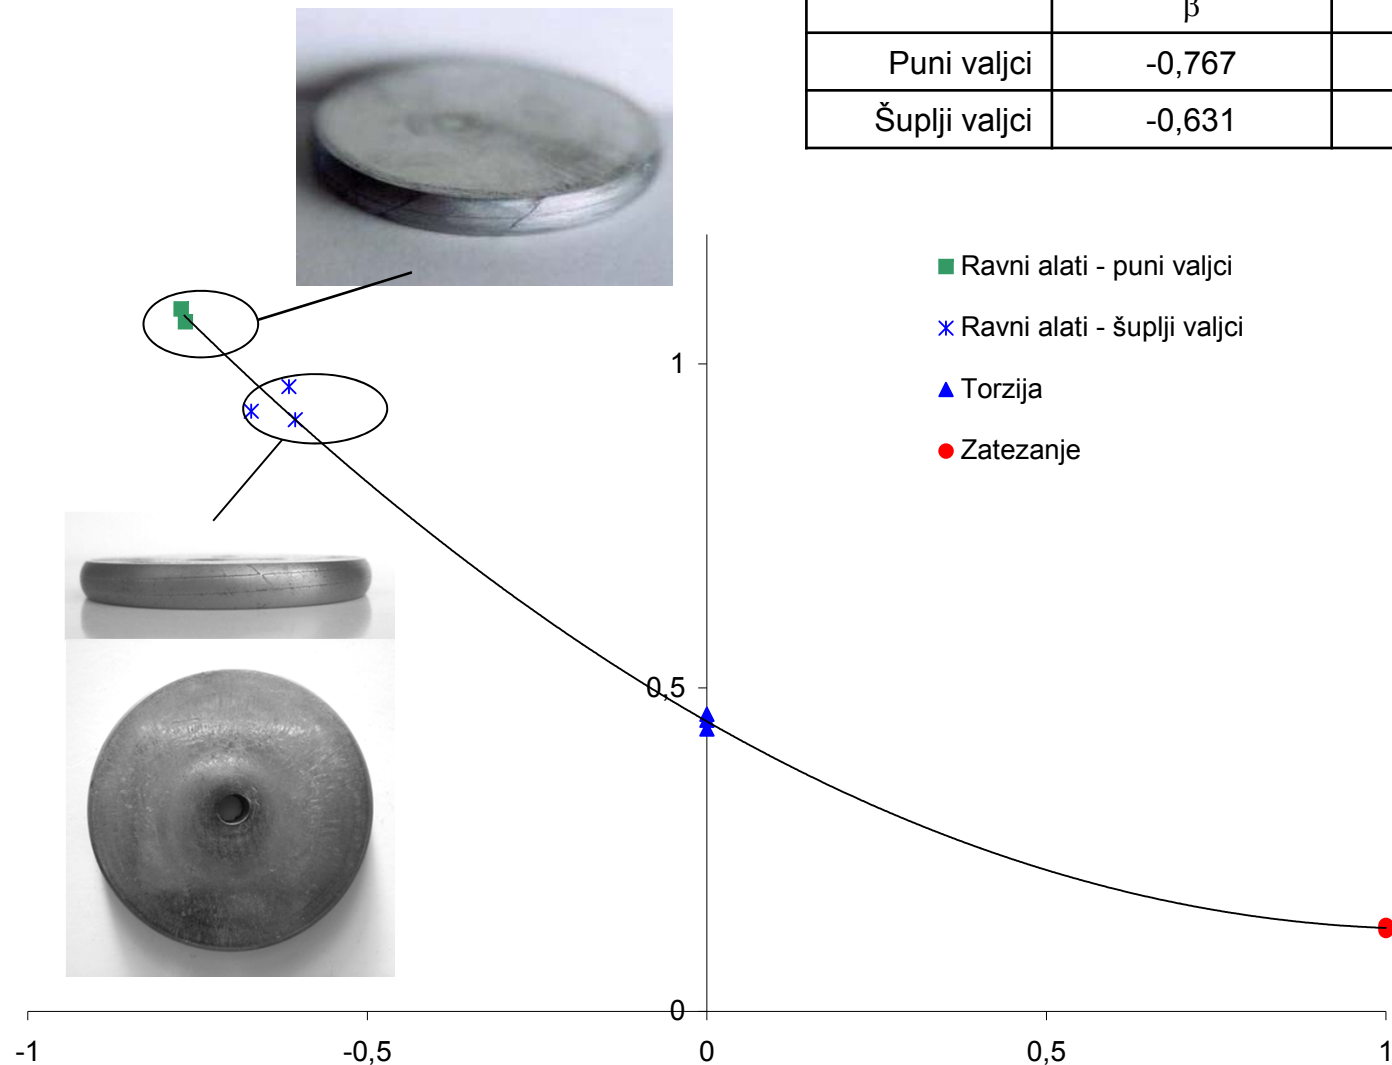 β
Puni valjci -0,767
Šuplji valjci -0,631
Ravni alati - puni valjci
Ravni alati - šuplji valjci
Torzija
Zatezanje
1
0,5
0
-1 -0,5 0 0,5 1